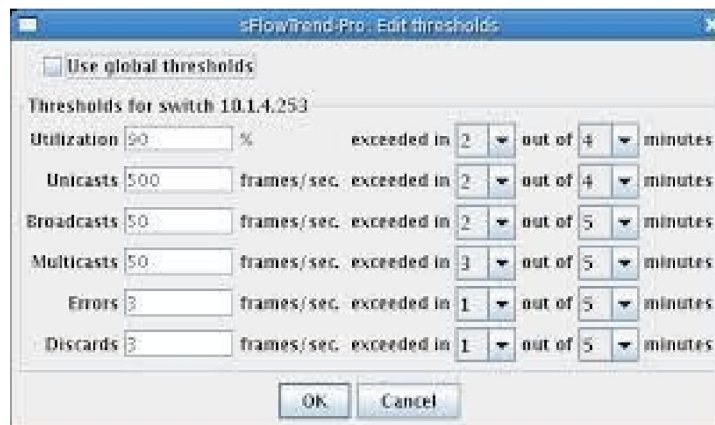 sFlowTrend-Pro: Edit thresholds
Use global thresholds
Thresholds for switch 10.1.4.253
Utilization 90 % exceeded in 2 out of 4 minutes
Unicasts 500 frames/sec. exceeded in 2 out of 4 minutes
Broadcasts 50 frames/sec. exceeded in 2 out of 5 minutes
Multicasts 50 frames/sec. exceeded in 3 out of 5 minutes
Errors 3 frames/sec. exceeded in 1 out of 5 minutes
Discards 3 frames/sec. exceeded in 1 out of 5 minutes
OK Cancel